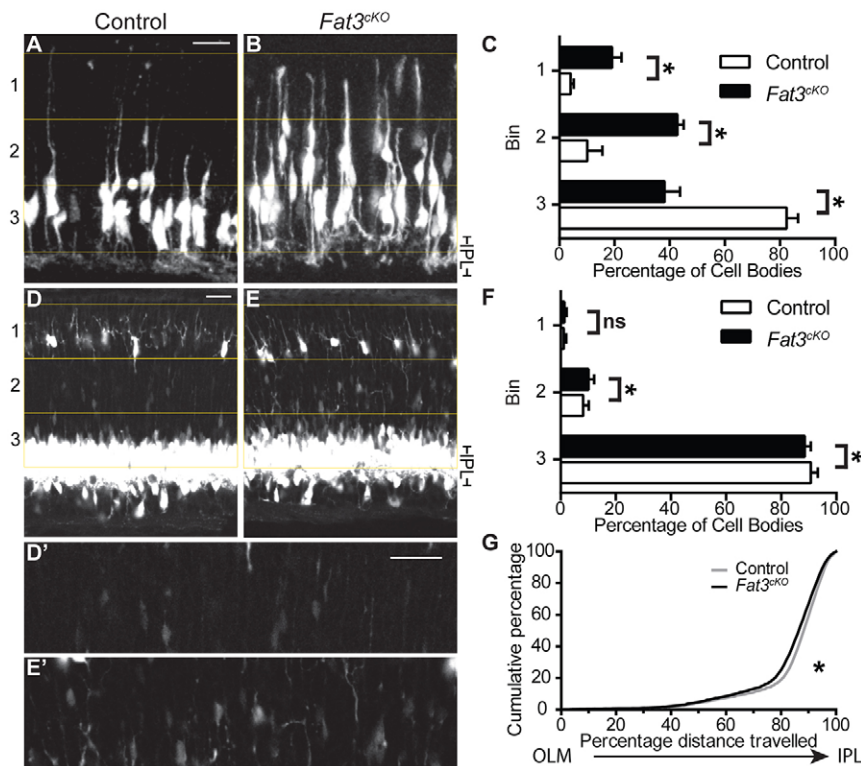 Control
Fat3cKO
A
B
1
2
3
IPL
C
Bin
1
2
3
*
*
*
Control
Fat3cKO
0 20 40 60 80 100
Percentage of Cell Bodies
D
E
1
2
3
IPL
F
Bin
1
2
3
ns
*
*
Control
Fat3cKO
0 20 40 60 80 100
Percentage of Cell Bodies
D'
E'
G
Cumulative percentage
100
80
60
40
20
0
Control
Fat3cKO
*
0 20 40 60 80 100
Percentage distance travelled
OLM IPL